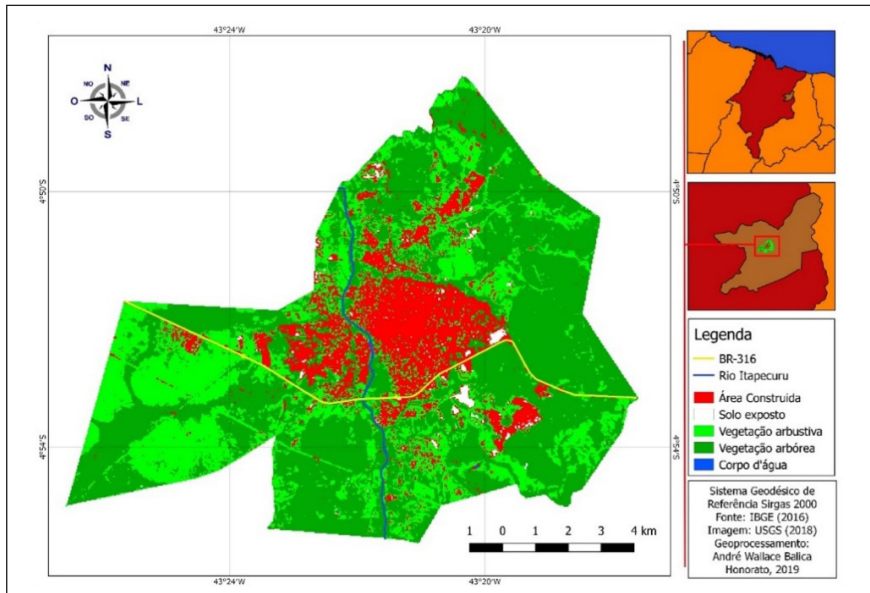 43°24'W
43°20'W
N
NO
NE
O
L
SO
SE
S
4°50'S
4°50'S
4°54'S
4°54'S
1 0 1 2 3 4 km
43°24'W
43°20'W
Legenda
BR-316
Rio Itapecuru
Área Construida
Solo exposto
Vegetação arbustiva
Vegetação arbórea
Corpo d'água
Sistema Geodésico de
Referência Sirgas 2000
Fonte: IBGE (2016)
Imagem: USGS (2018)
Geoprocessamento:
André Wallace Balica
Honorato, 2019